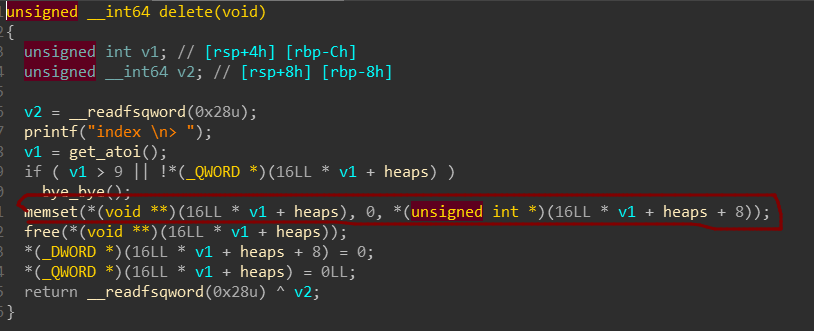 unsigned __int64 delete(void)
{
  unsigned int v1; // [rsp+4h] [rbp-Ch]
  unsigned __int64 v2; // [rsp+8h] [rbp-8h]

  v2 = __readfsqword(0x28u);
  printf("index \n> ");
  v1 = get_atoi();
  if ( v1 > 9 || !*(_QWORD *)(16LL * v1 + heaps) )
    bye_bye();
  memset(*(void **)(16LL * v1 + heaps), 0, *(unsigned int *)(16LL * v1 + heaps + 8));
  free(*(void **)(16LL * v1 + heaps));
  *(_DWORD *)(16LL * v1 + heaps + 8) = 0;
  *(_QWORD *)(16LL * v1 + heaps) = 0LL;
  return __readfsqword(0x28u) ^ v2;
}